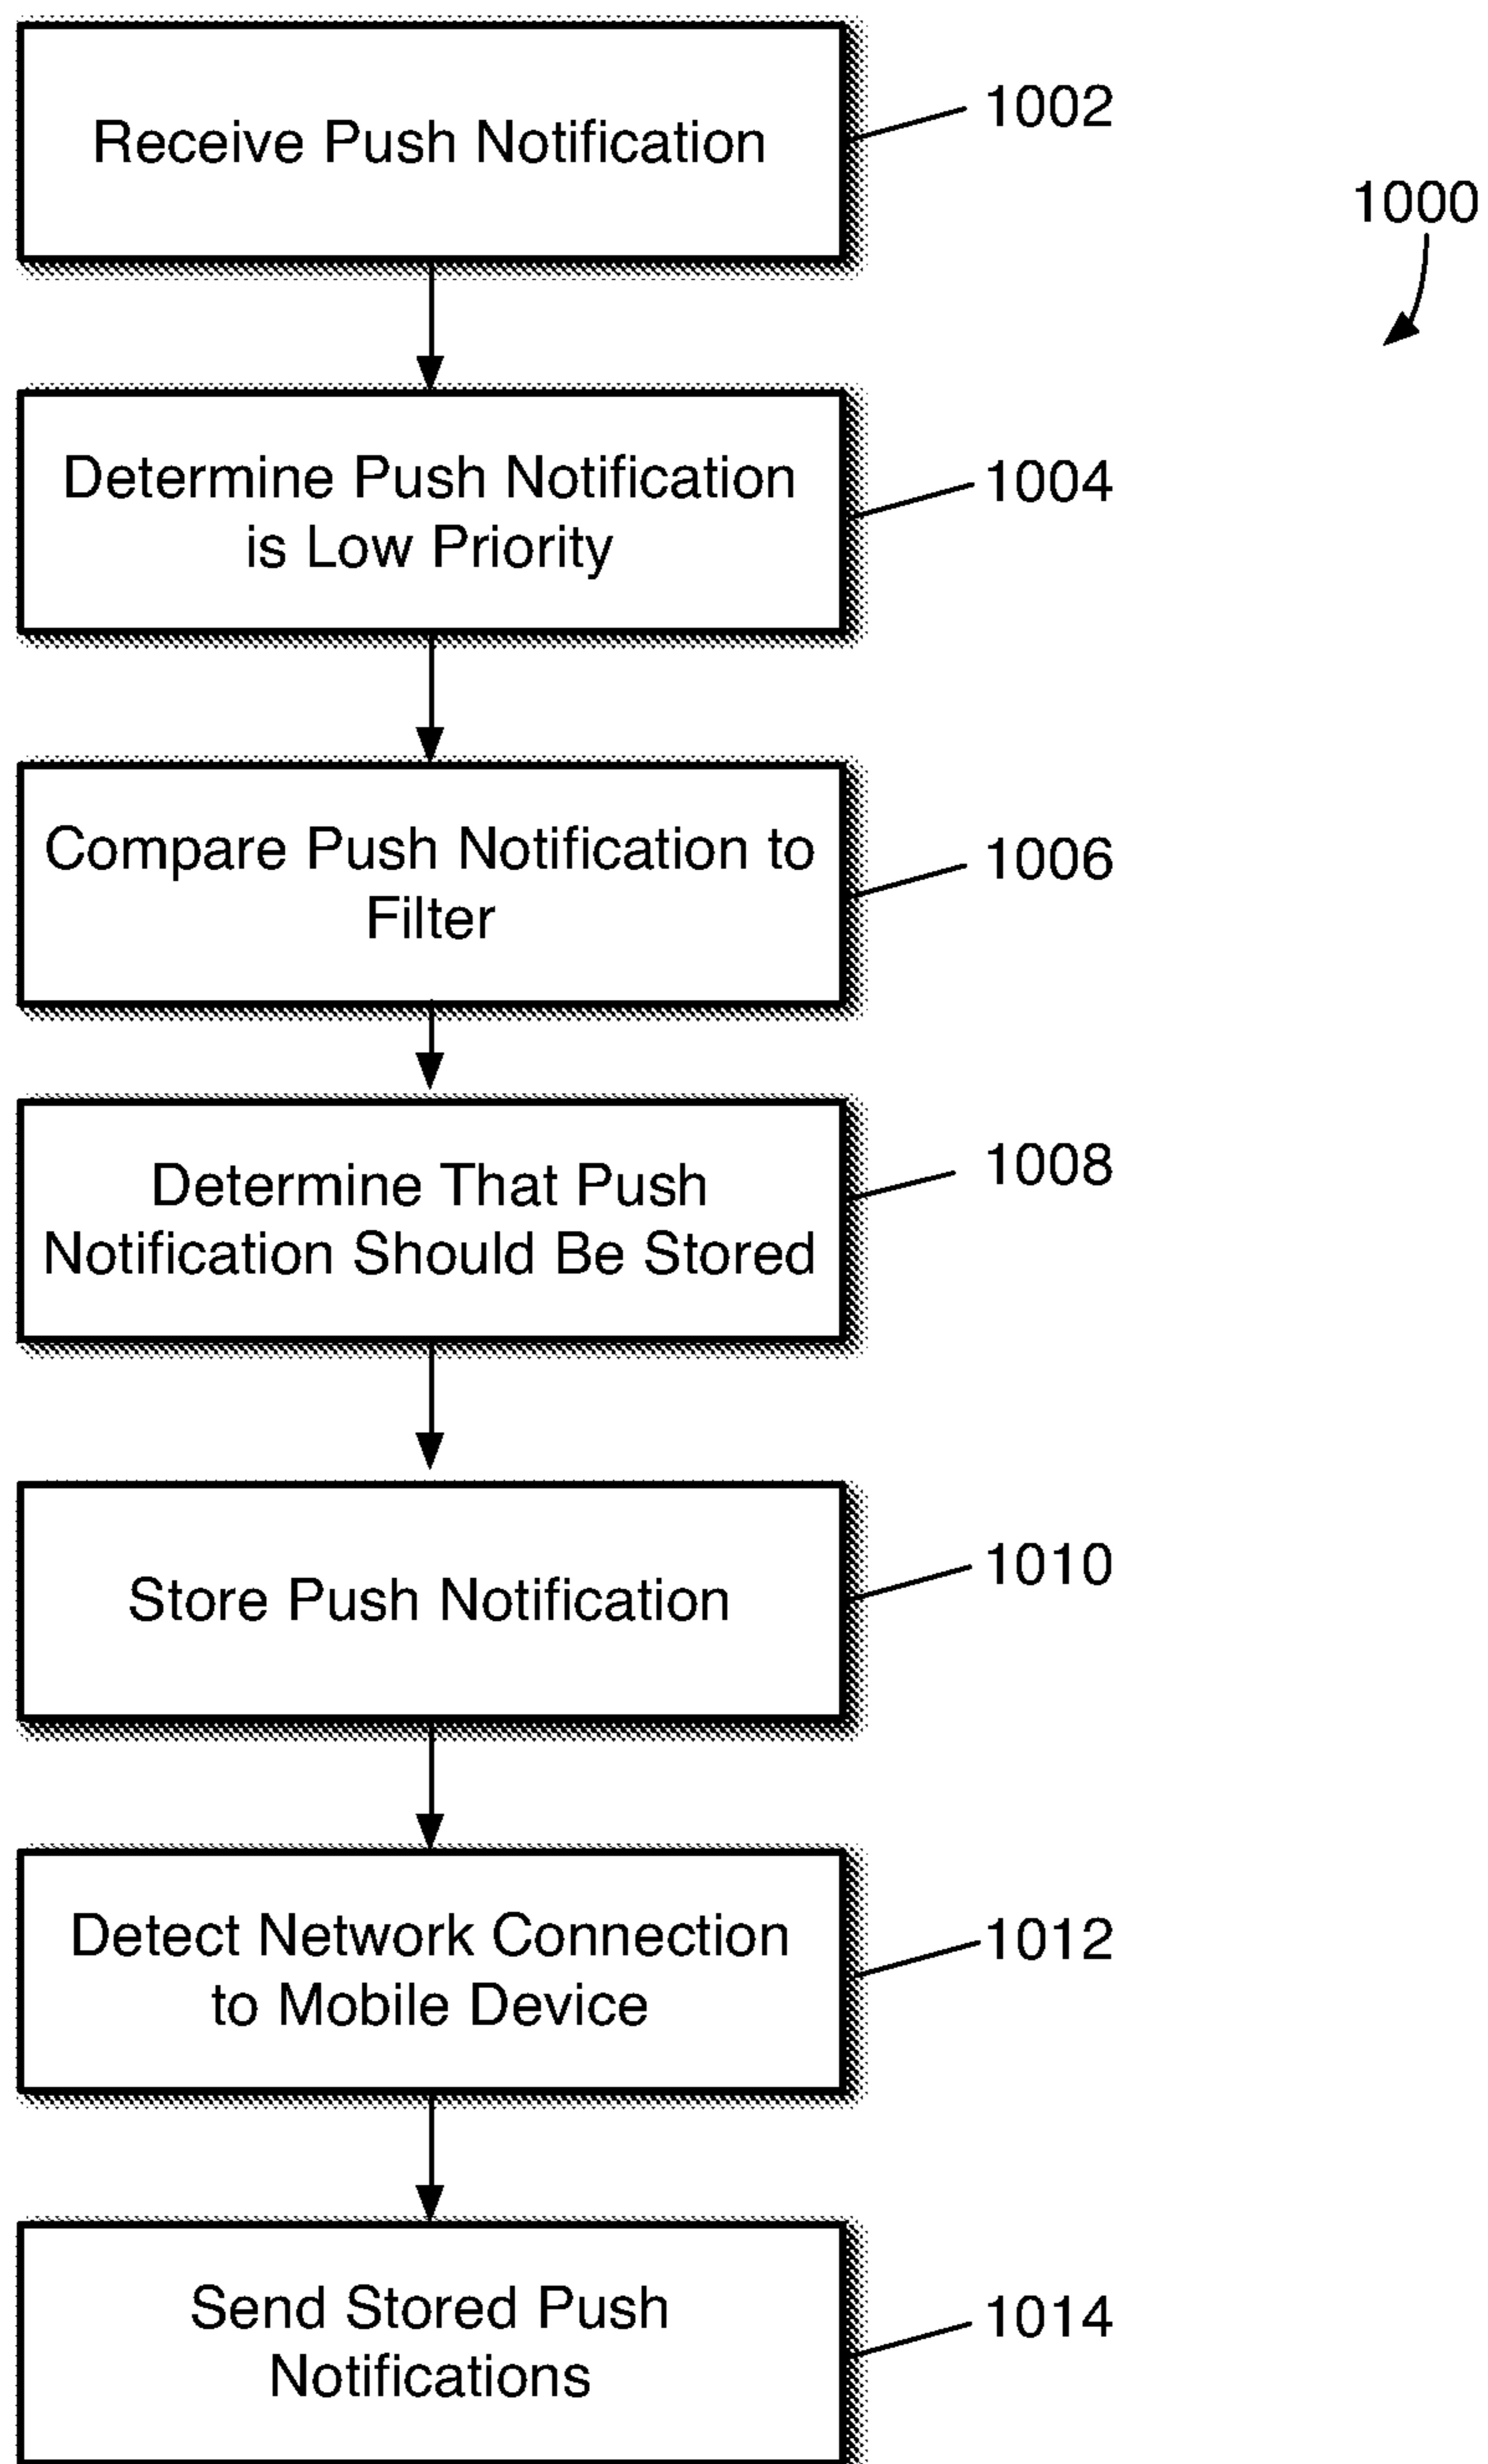 Receive Push Notification
1002
1000
Determine Push Notification
is Low Priority
1004
Compare Push Notification to
Filter
1006
Determine That Push
Notification Should Be Stored
1008
Store Push Notification
1010
Detect Network Connection
to Mobile Device
1012
Send Stored Push
Notifications
1014